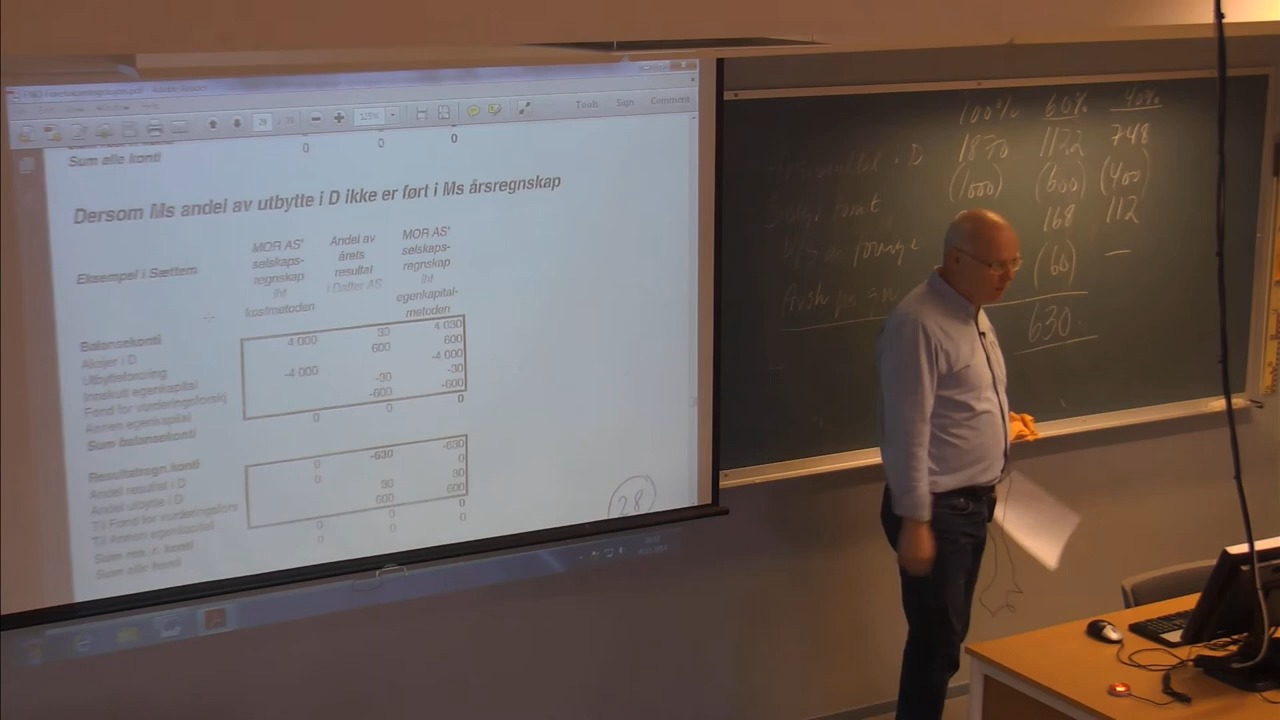 Tools Sign Comment
29 125%
0 0 0
Sum alle konti
Dersom Ms andel av utbytte i D ikke er ført i Ms årsregnskap
Eksempel i Sættem
MOR AS' selskaps-regnskap iht kostmetoden
Andel av årets resultat i Datter AS
MOR AS' selskaps-regnskap iht egenkapital-metoden
Balansekonti
Aksjer i D 4 000 30 4 030
Utbyttefordring 600 600
Innskutt egenkapital -4 000 -4 000
Fond for vurderingsforskj -30 -30
Annen egenkapital -600 -600
Sum balansekonti 0 0 0
Resultatregn.konti
Andel resultat i D 0 -630 -630
Andel utbytte i D 0 0
Til Fond for vurderingsforskj 30 30
Til Annen egenkapital 600 600
Sum res. r. konti 0 0 0
Sum alle konti 0 0 0
28
100% 60% 40%
D 1870 1122 748
(1000) (600) (400)
168 112
(60) —
630